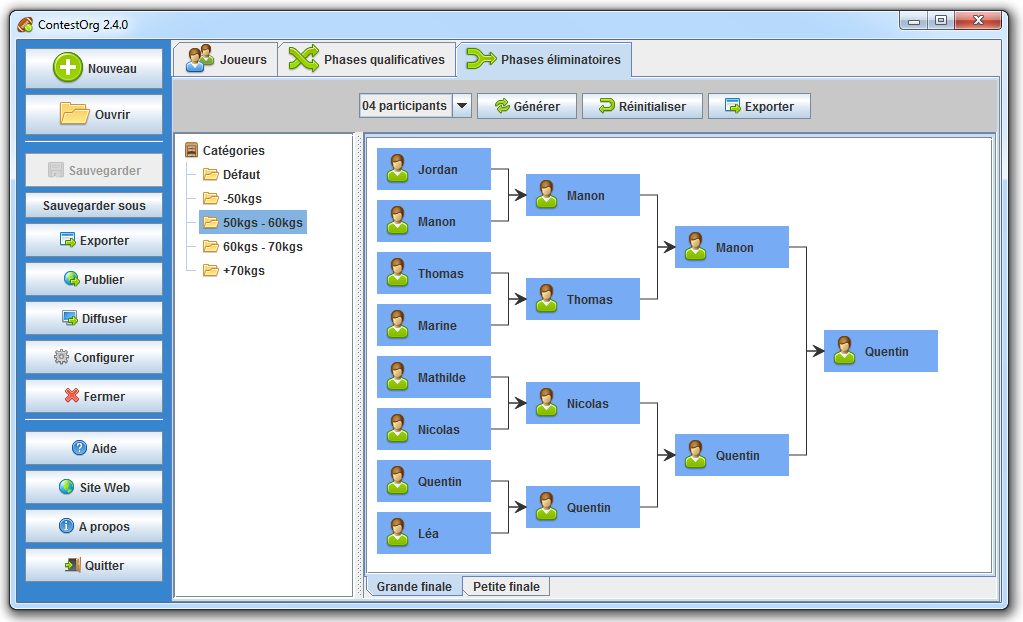 ContestOrg 2.4.0
Nouveau
Ouvrir
Sauvegarder
Sauvegarder sous
Exporter
Publier
Diffuser
Configurer
Fermer
Aide
Site Web
A propos
Quitter
Joueurs
Phases qualificatives
Phases éliminatoires
04 participants
Générer
Réinitialiser
Exporter
Catégories
Défaut
-50kgs
50kgs - 60kgs
60kgs - 70kgs
+70kgs
Jordan
Manon
Thomas
Marine
Mathilde
Nicolas
Quentin
Léa
Manon
Thomas
Nicolas
Quentin
Manon
Quentin
Quentin
Grande finale
Petite finale